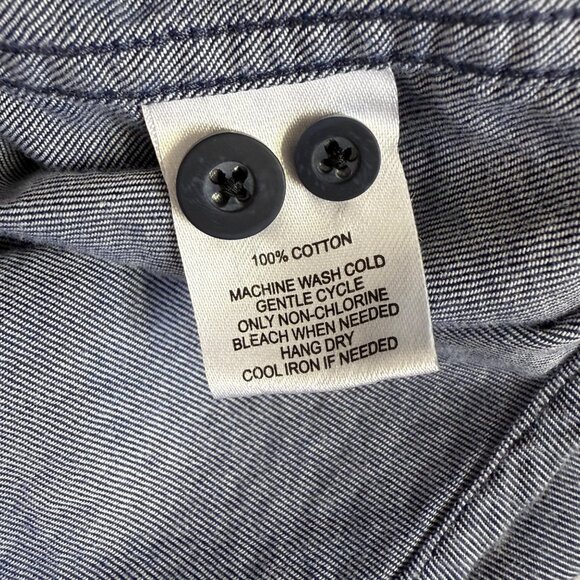 100% COTTON
MACHINE WASH COLD
GENTLE CYCLE
ONLY NON-CHLORINE
BLEACH WHEN NEEDED
HANG DRY
COOL IRON IF NEEDED